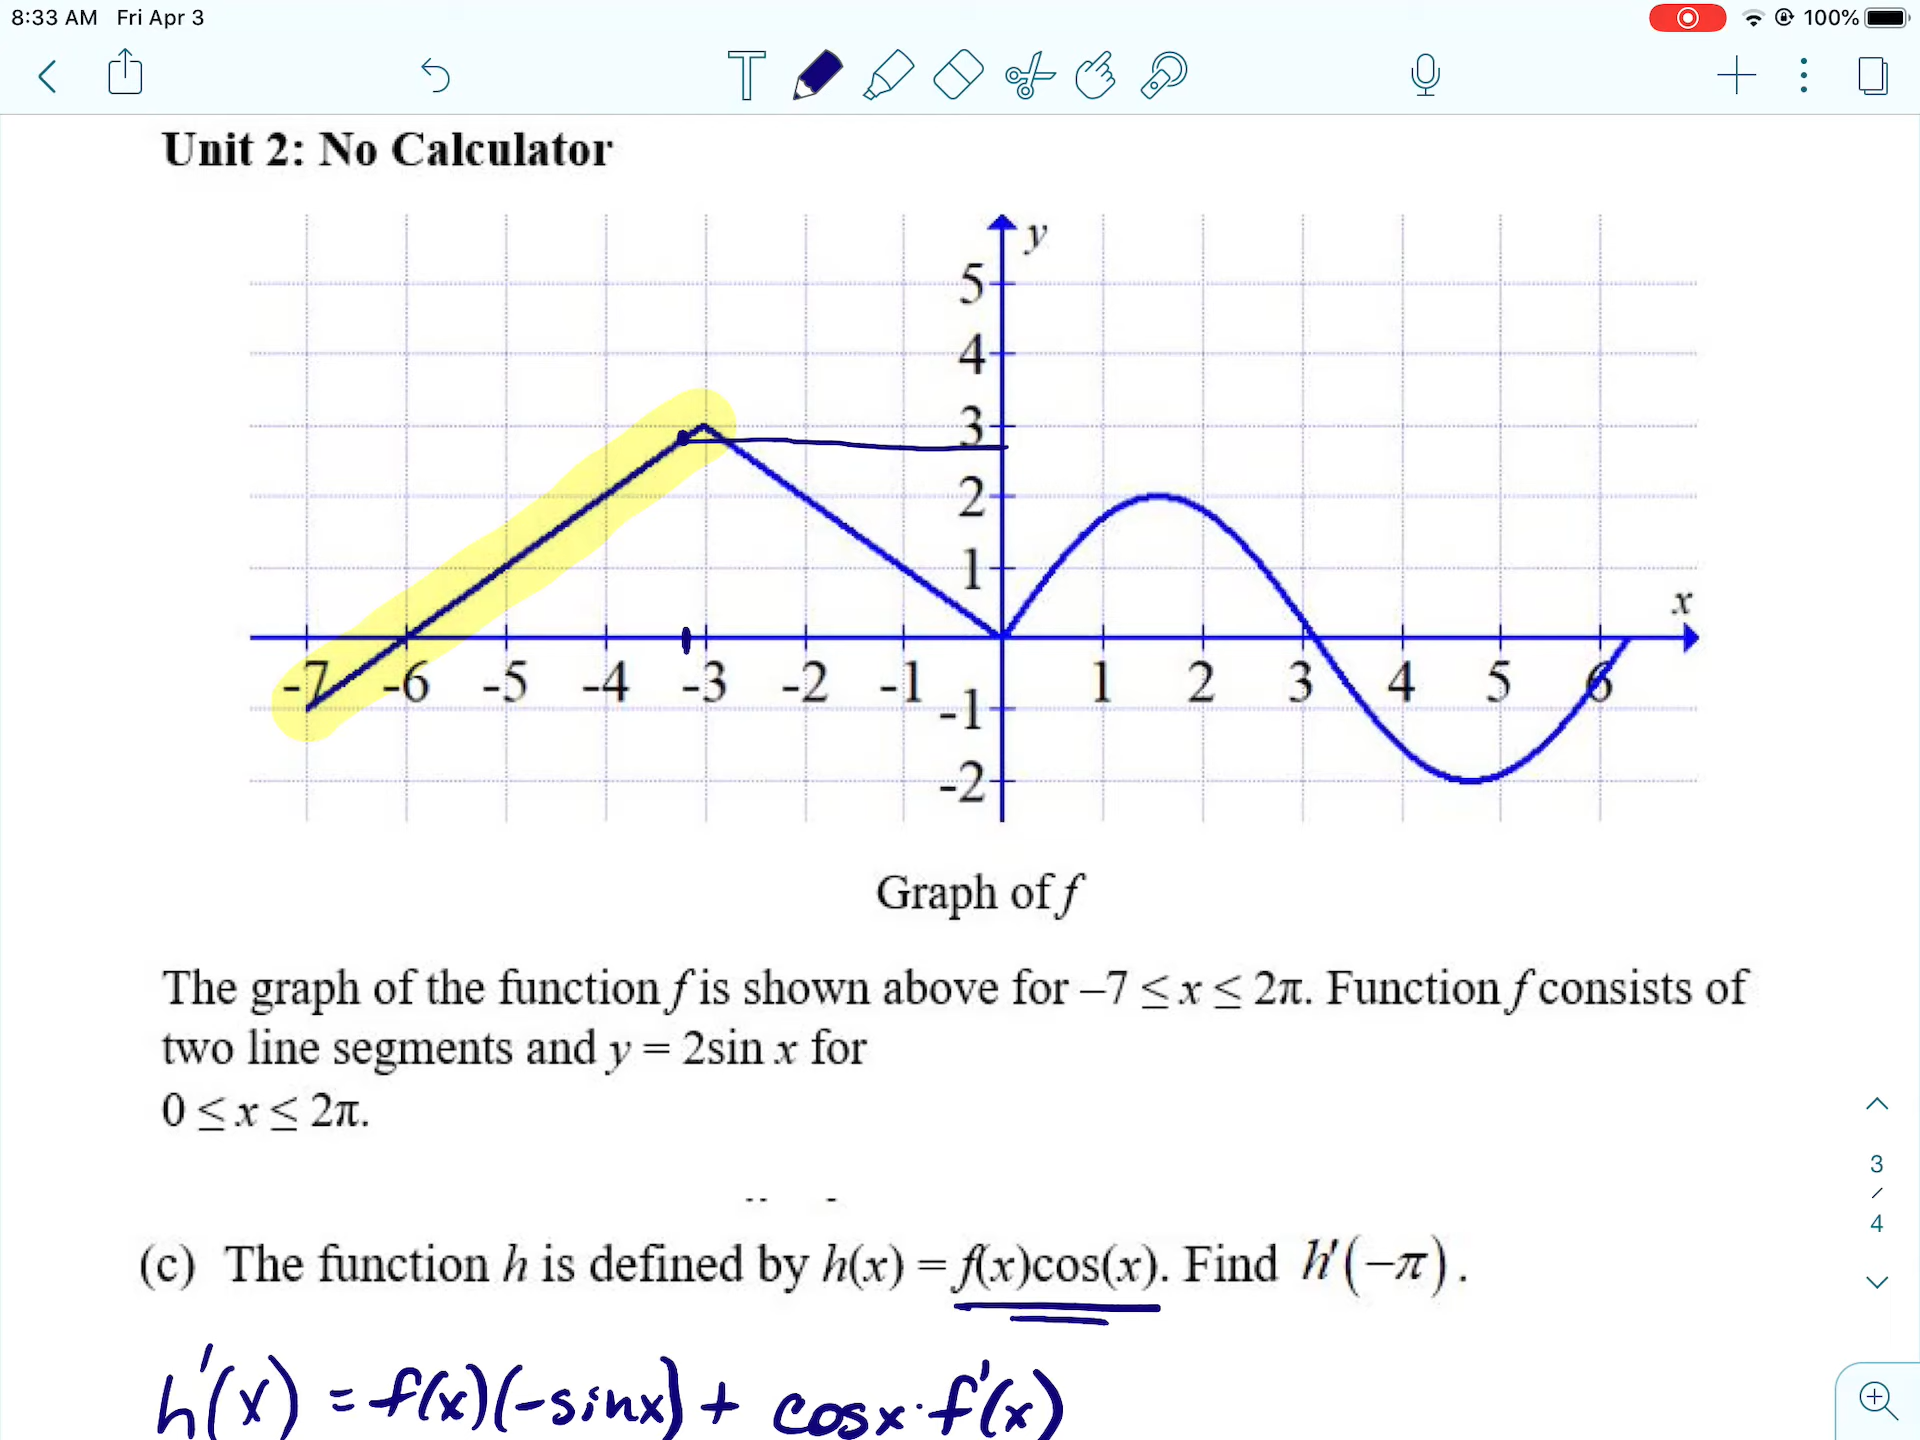 8:33 AM Fri Apr 3 100%
T
Unit 2: No Calculator
y
5
4
3
2
1
x
-7 -6 -5 -4 -3 -2 -1 1 2 3 4 5 6
-1
-2
Graph of f
The graph of the function f is shown above for –7 ≤ x ≤ 2π. Function f consists of
two line segments and y = 2sin x for
0 ≤ x ≤ 2π.
3
/
4
(c) The function h is defined by h(x) = f(x)cos(x). Find h'(−π).
h'(x) = f(x)(-sinx) + cosx·f'(x)